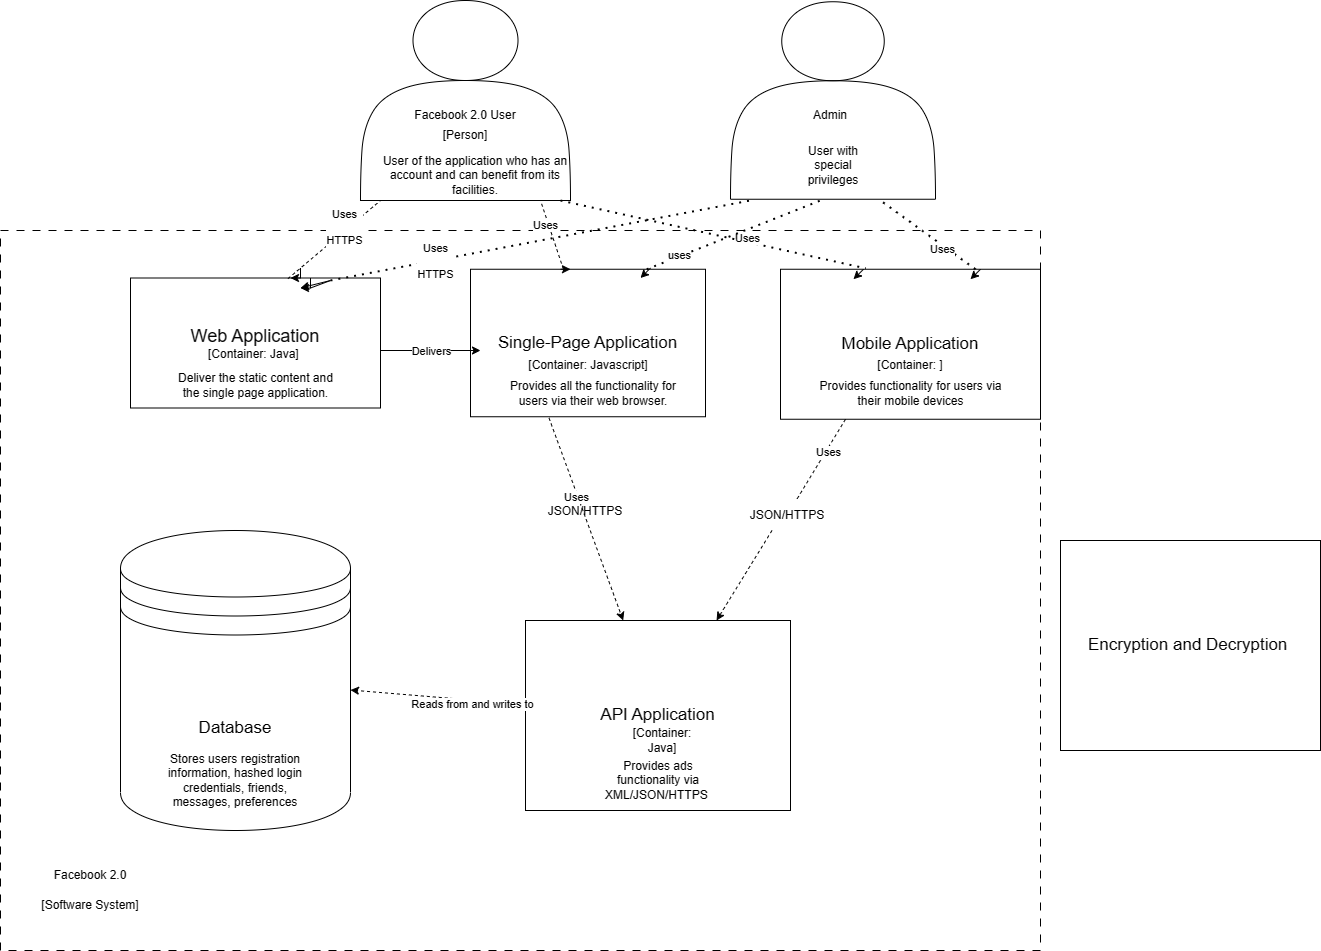 Facebook 2.0 User
[Person]
User of the application who has an
account and can benefit from its
facilities.
Admin
User with
special
privileges
Uses
HTTPS
Uses
HTTPS
Uses
uses
Uses
Uses
Web Application
[Container: Java]
Deliver the static content and
the single page application.
Delivers
Single-Page Application
[Container: Javascript]
Provides all the functionality for
users via their web browser.
Mobile Application
[Container: ]
Provides functionality for users via
their mobile devices
Uses
JSON/HTTPS
Uses
JSON/HTTPS
Database
Stores users registration
information, hashed login
credentials, friends,
messages, preferences
Reads from and writes to
API Application
[Container:
Java]
Provides ads
functionality via
XML/JSON/HTTPS
Encryption and Decryption
Facebook 2.0
[Software System]